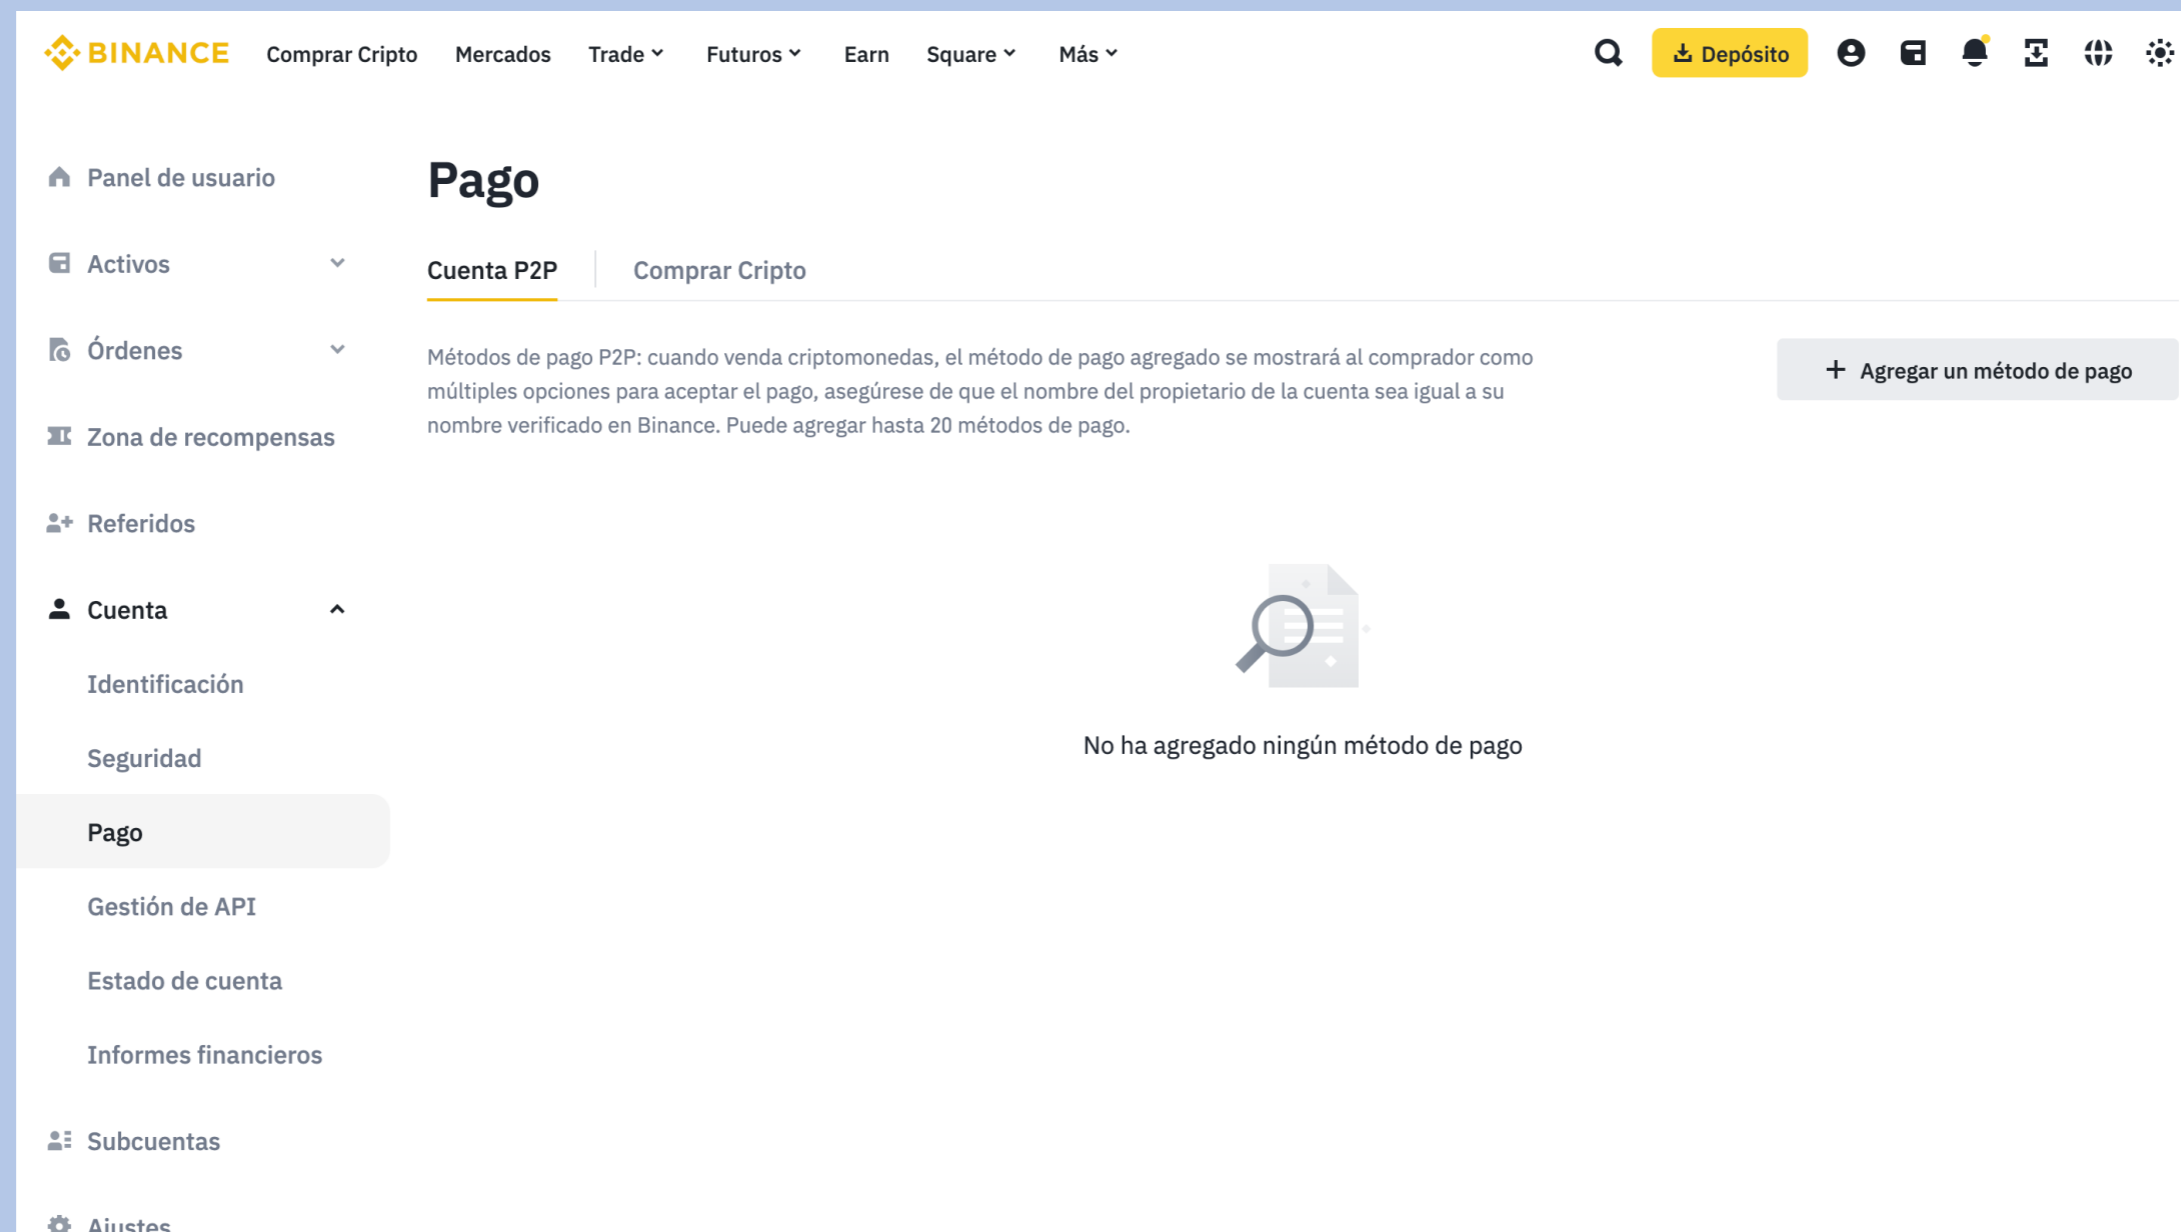 BINANCE Comprar Cripto Mercados Trade Futuros Earn Square Más Depósito
Panel de usuario
Activos
Órdenes
Zona de recompensas
Referidos
Cuenta
Identificación
Seguridad
Pago
Gestión de API
Estado de cuenta
Informes financieros
Subcuentas
Ajustes
Pago
Cuenta P2P Comprar Cripto
Métodos de pago P2P: cuando venda criptomonedas, el método de pago agregado se mostrará al comprador como
múltiples opciones para aceptar el pago, asegúrese de que el nombre del propietario de la cuenta sea igual a su
nombre verificado en Binance. Puede agregar hasta 20 métodos de pago.
+ Agregar un método de pago
No ha agregado ningún método de pago